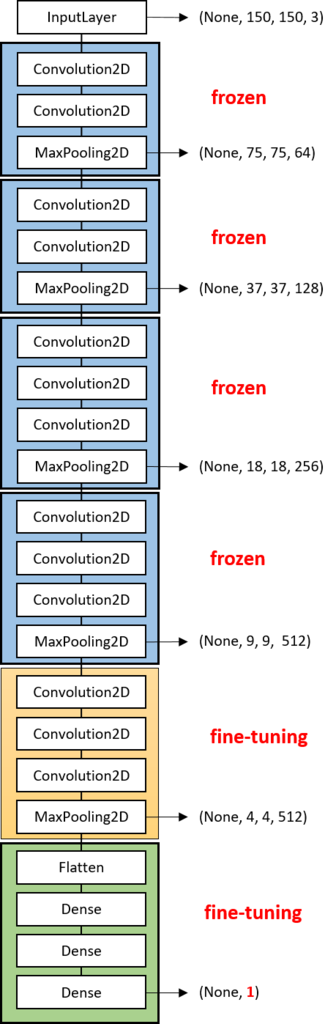 InputLayer (None, 150, 150, 3)
Convolution2D
Convolution2D
frozen
MaxPooling2D (None, 75, 75, 64)
Convolution2D
frozen
Convolution2D
MaxPooling2D (None, 37, 37, 128)
Convolution2D
Convolution2D
frozen
Convolution2D
MaxPooling2D (None, 18, 18, 256)
Convolution2D
Convolution2D
frozen
Convolution2D
MaxPooling2D (None, 9, 9, 512)
Convolution2D
Convolution2D
fine-tuning
Convolution2D
MaxPooling2D (None, 4, 4, 512)
Flatten
Dense
fine-tuning
Dense
Dense (None, 1)